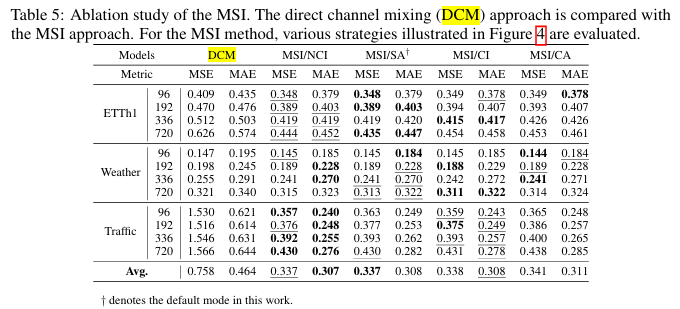 Table 5: Ablation study of the MSI. The direct channel mixing (DCM) approach is compared with
the MSI approach. For the MSI method, various strategies illustrated in Figure 4 are evaluated.
Models DCM MSI/NCI MSI/SA† MSI/CI MSI/CA
Metric MSE MAE MSE MAE MSE MAE MSE MAE MSE MAE
96 0.409 0.435 0.348 0.379 0.348 0.379 0.349 0.378 0.349 0.378
192 0.470 0.476 0.389 0.403 0.389 0.403 0.394 0.407 0.393 0.407
ETTh1
336 0.512 0.503 0.419 0.419 0.419 0.420 0.415 0.417 0.426 0.426
720 0.626 0.574 0.444 0.452 0.435 0.447 0.454 0.458 0.453 0.461
96 0.147 0.195 0.145 0.185 0.145 0.184 0.145 0.185 0.144 0.184
192 0.198 0.245 0.189 0.228 0.189 0.228 0.188 0.229 0.189 0.228
Weather
336 0.255 0.291 0.241 0.270 0.241 0.270 0.242 0.272 0.241 0.271
720 0.321 0.340 0.315 0.323 0.313 0.322 0.311 0.322 0.314 0.324
96 1.530 0.621 0.357 0.240 0.363 0.249 0.359 0.243 0.365 0.248
192 1.516 0.614 0.376 0.248 0.377 0.253 0.375 0.249 0.386 0.257
Traffic
336 1.546 0.631 0.392 0.255 0.393 0.262 0.393 0.257 0.400 0.265
720 1.566 0.644 0.430 0.276 0.430 0.282 0.431 0.278 0.438 0.285
Avg. 0.758 0.464 0.337 0.307 0.337 0.308 0.338 0.308 0.341 0.311
† denotes the default mode in this work.